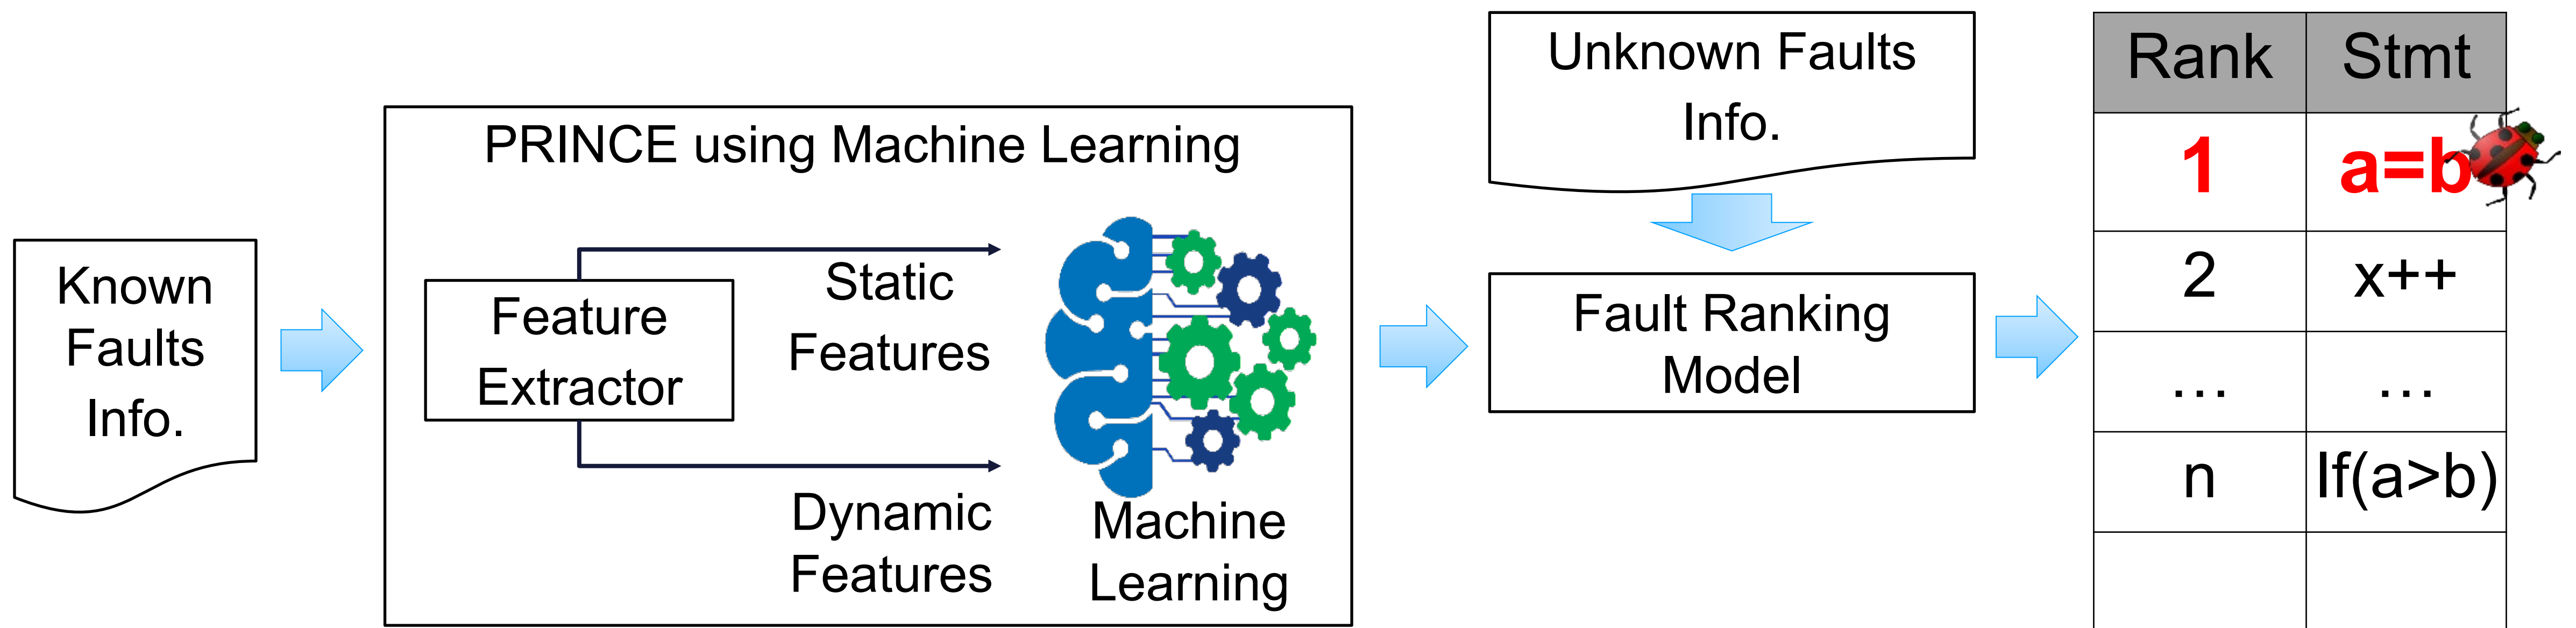 Known
Faults
Info.
PRINCE using Machine Learning
Feature
Extractor
Static
Features
Dynamic
Features
Machine
Learning
Unknown Faults
Info.
Fault Ranking
Model
Rank Stmt
1 a=b
2 x++
... ...
n If(a>b)